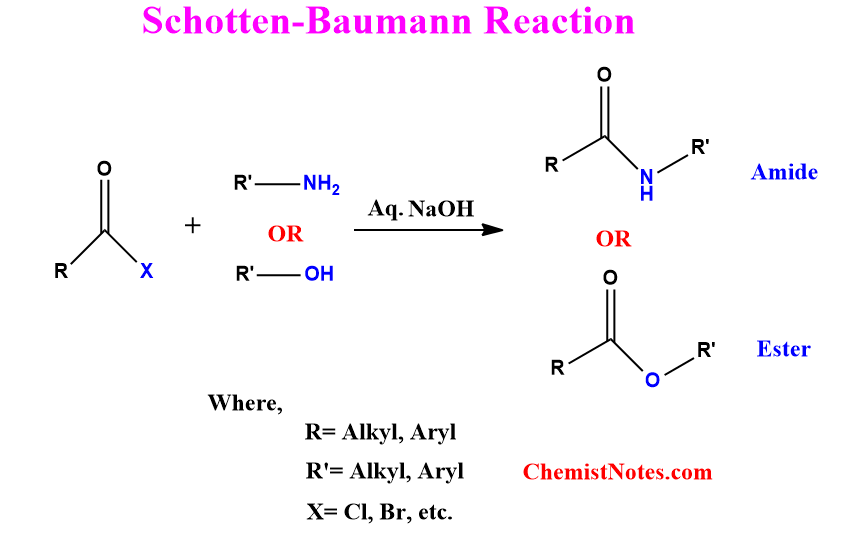 Schotten-Baumann Reaction
O
R
X
+
R'—NH₂
OR
R'—OH
Aq. NaOH
O
R
N
H
R'
Amide
OR
O
R
O
R'
Ester
Where,
R= Alkyl, Aryl
R'= Alkyl, Aryl
X= Cl, Br, etc.
ChemistNotes.com